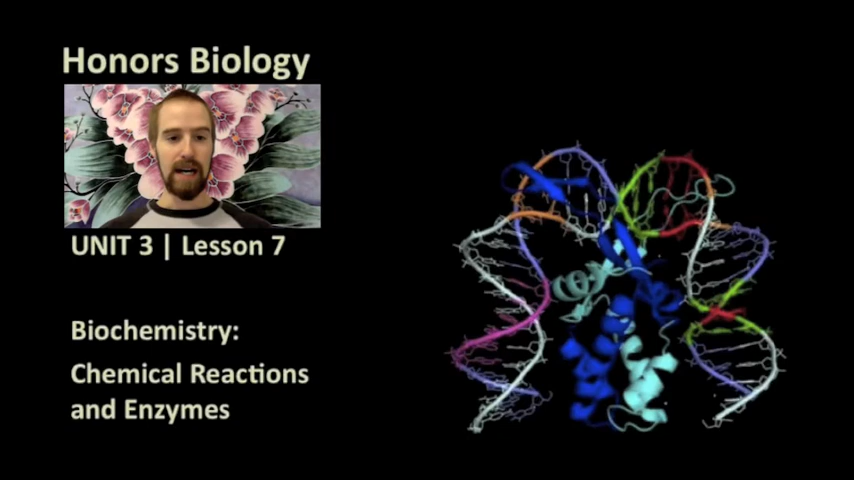 Honors Biology
UNIT 3 | Lesson 7
Biochemistry:
Chemical Reactions
and Enzymes